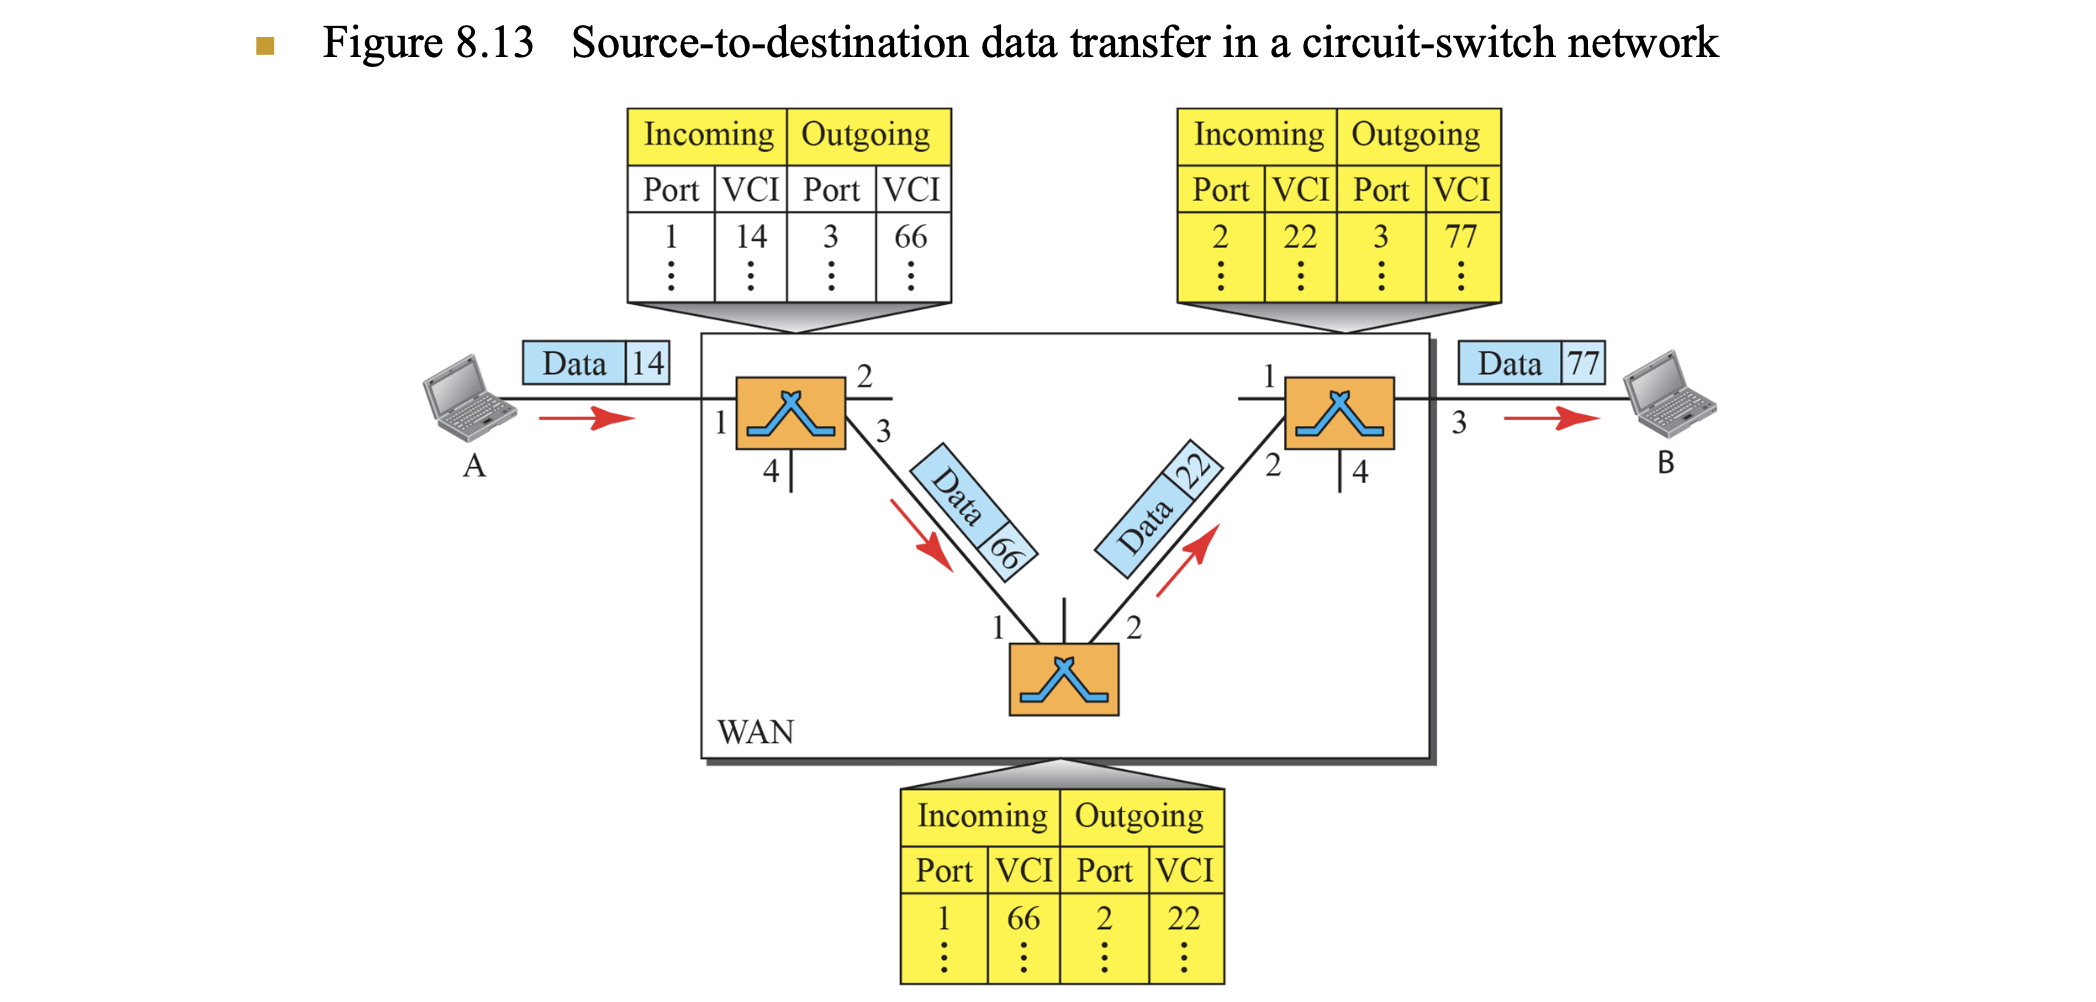 Figure 8.13 Source-to-destination data transfer in a circuit-switch network
Incoming Outgoing
Port VCI Port VCI
1 14 3 66
Incoming Outgoing
Port VCI Port VCI
2 22 3 77
Data 14
A
1
2
3
4
Data 66
1
2
Data 22
1
2
3
4
Data 77
B
WAN
Incoming Outgoing
Port VCI Port VCI
1 66 2 22